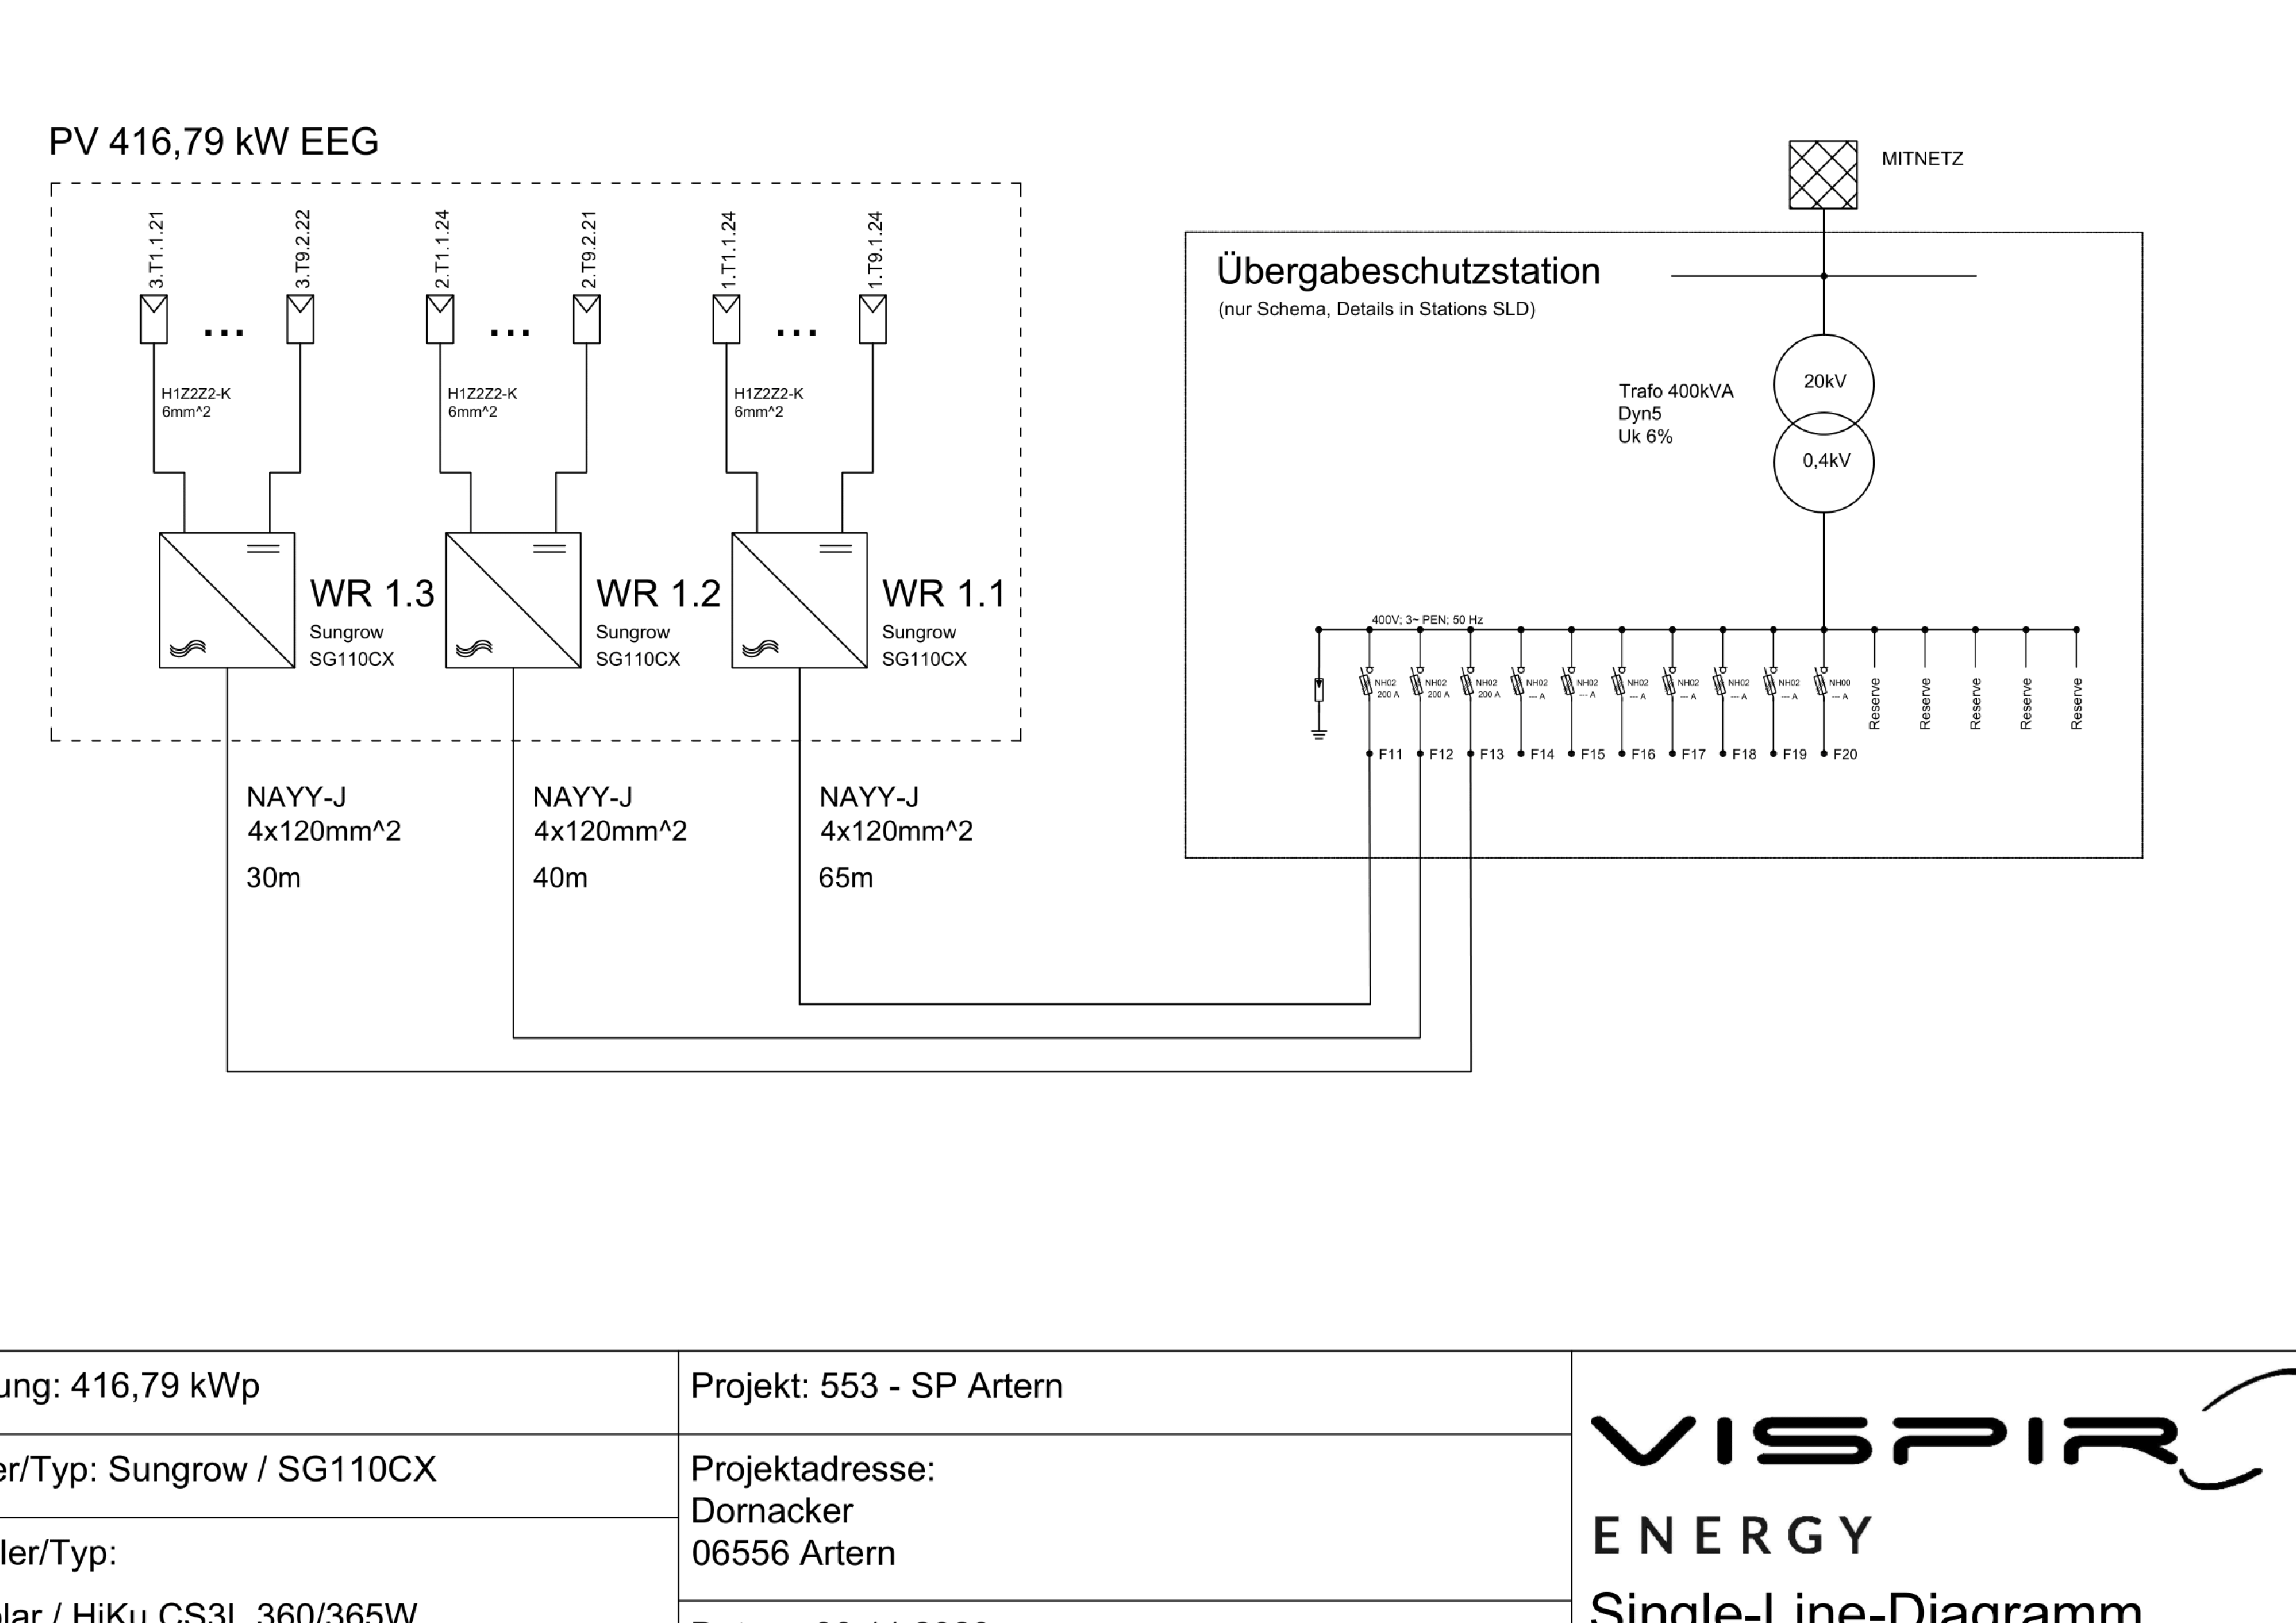 PV 416,79 kW EEG
3.T1.1.21
3.T9.2.22
2.T1.1.24
2.T9.2.21
1.T1.1.24
1.T9.1.24
...
...
...
H1Z2Z2-K
6mm^2
H1Z2Z2-K
6mm^2
H1Z2Z2-K
6mm^2
WR 1.3
Sungrow
SG110CX
WR 1.2
Sungrow
SG110CX
WR 1.1
Sungrow
SG110CX
NAYY-J
4x120mm^2
30m
NAYY-J
4x120mm^2
40m
NAYY-J
4x120mm^2
65m
MITNETZ
Übergabeschutzstation
(nur Schema, Details in Stations SLD)
Trafo 400kVA
Dyn5
Uk 6%
20kV
0,4kV
400V; 3~ PEN; 50 Hz
NH02
200 A
NH02
200 A
NH02
200 A
NH02
--- A
NH02
--- A
NH02
--- A
NH02
--- A
NH02
--- A
NH02
--- A
NH00
--- A
Reserve
Reserve
Reserve
Reserve
Reserve
F11
F12
F13
F14
F15
F16
F17
F18
F19
F20
ung: 416,79 kWp
er/Typ: Sungrow / SG110CX
ler/Typ:
lar / HiKu CS3L 360/365W
Projekt: 553 - SP Artern
Projektadresse:
Dornacker
06556 Artern
VISPIR
ENERGY
Single-Line-Diagramm